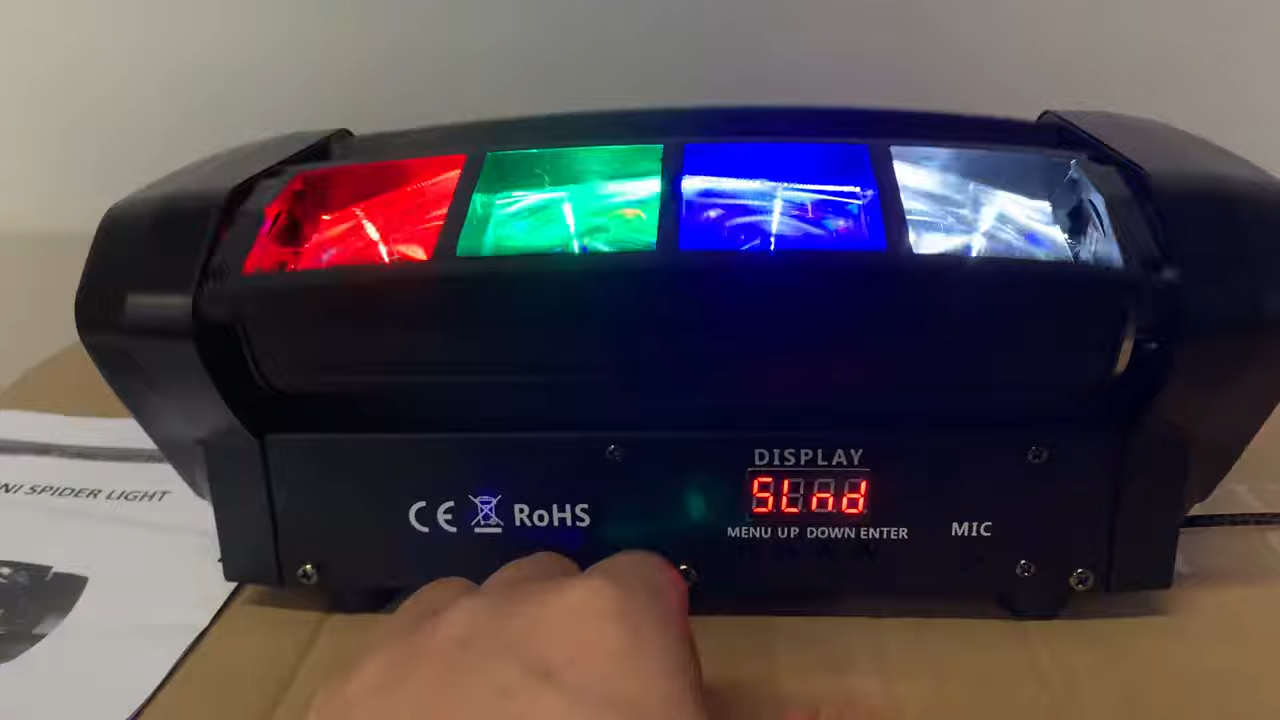 NI SPIDER LIGHT
DISPLAY
SLnd
CE RoHS
MENU UP DOWN ENTER
MIC